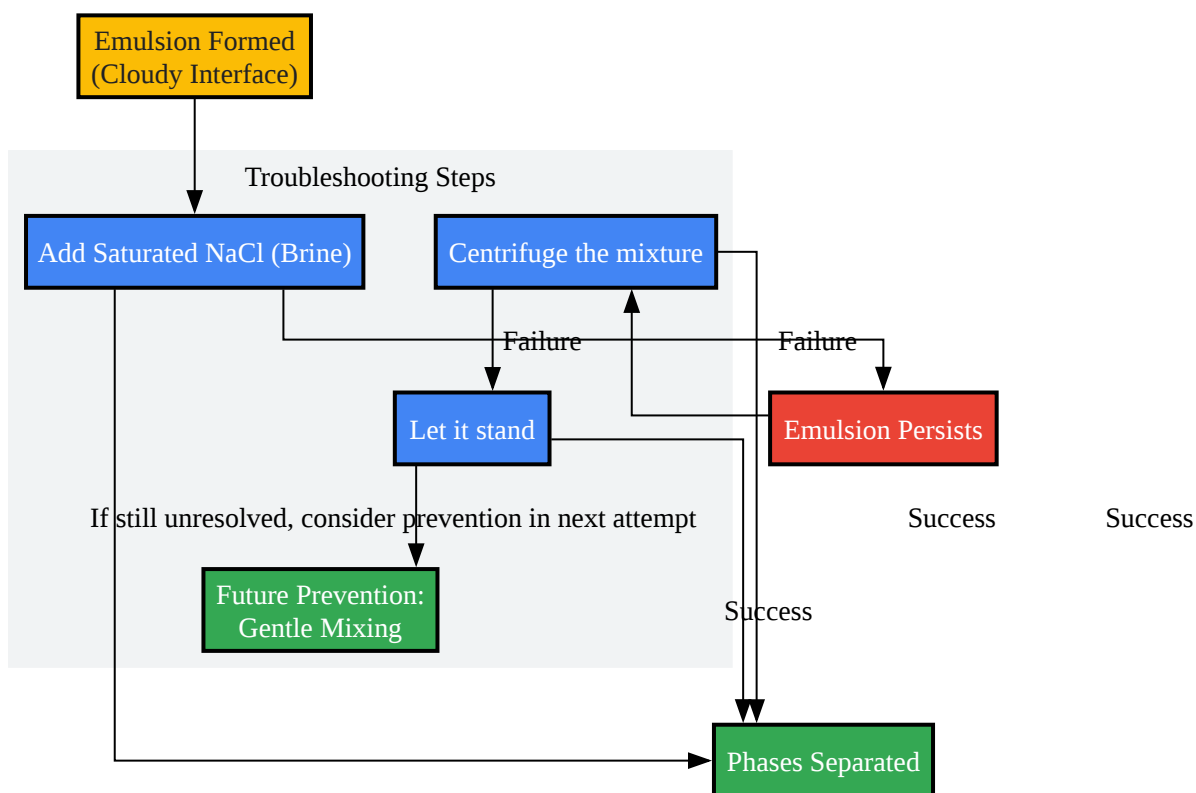 Emulsion Formed
(Cloudy Interface)
Troubleshooting Steps
Add Saturated NaCl (Brine)
Centrifuge the mixture
Failure
Failure
Let it stand
Emulsion Persists
If still unresolved, consider prevention in next attempt
Success
Success
Future Prevention:
Gentle Mixing
Success
Phases Separated